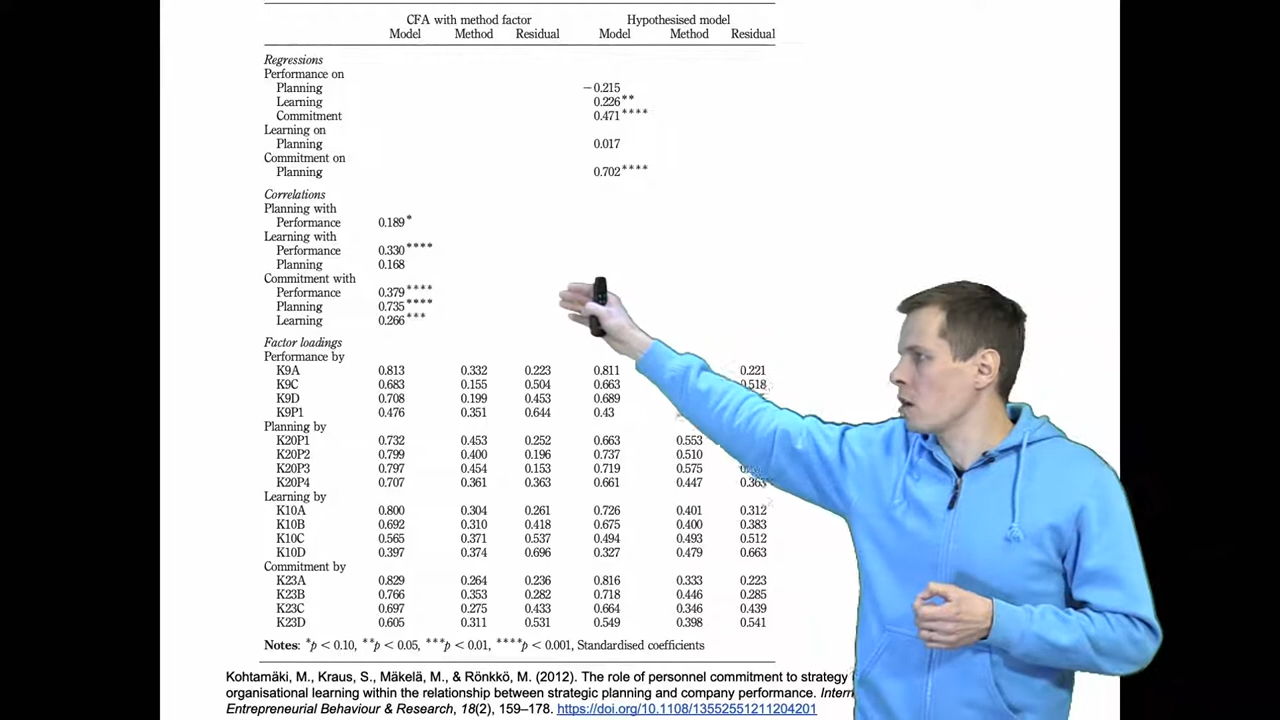 CFA with method factor Hypothesised model
Model Method Residual Model Method Residual
Regressions
Performance on
Planning −0.215
Learning 0.226**
Commitment 0.471****
Learning on
Planning 0.017
Commitment on
Planning 0.702****
Correlations
Planning with
Performance 0.189*
Learning with
Performance 0.330****
Planning 0.168
Commitment with
Performance 0.379****
Planning 0.735****
Learning 0.266***
Factor loadings
Performance by
K9A 0.813 0.332 0.223 0.811 0.221
K9C 0.683 0.155 0.504 0.663 0.518
K9D 0.708 0.199 0.453 0.689
K9P1 0.476 0.351 0.644 0.43
Planning by
K20P1 0.732 0.453 0.252 0.663 0.553
K20P2 0.799 0.400 0.196 0.737 0.510
K20P3 0.797 0.454 0.153 0.719 0.575
K20P4 0.707 0.361 0.363 0.661 0.447 0.363
Learning by
K10A 0.800 0.304 0.261 0.726 0.401 0.312
K10B 0.692 0.310 0.418 0.675 0.400 0.383
K10C 0.565 0.371 0.537 0.494 0.493 0.512
K10D 0.397 0.374 0.696 0.327 0.479 0.663
Commitment by
K23A 0.829 0.264 0.236 0.816 0.333 0.223
K23B 0.766 0.353 0.282 0.718 0.446 0.285
K23C 0.697 0.275 0.433 0.664 0.346 0.439
K23D 0.605 0.311 0.531 0.549 0.398 0.541
Notes: *p < 0.10, **p < 0.05, ***p < 0.01, ****p < 0.001, Standardised coefficients
Kohtamäki, M., Kraus, S., Mäkelä, M., & Rönkkö, M. (2012). The role of personnel commitment to strategy
organisational learning within the relationship between strategic planning and company performance.
Entrepreneurial Behaviour & Research, 18(2), 159–178. https://doi.org/10.1108/13552551211204201